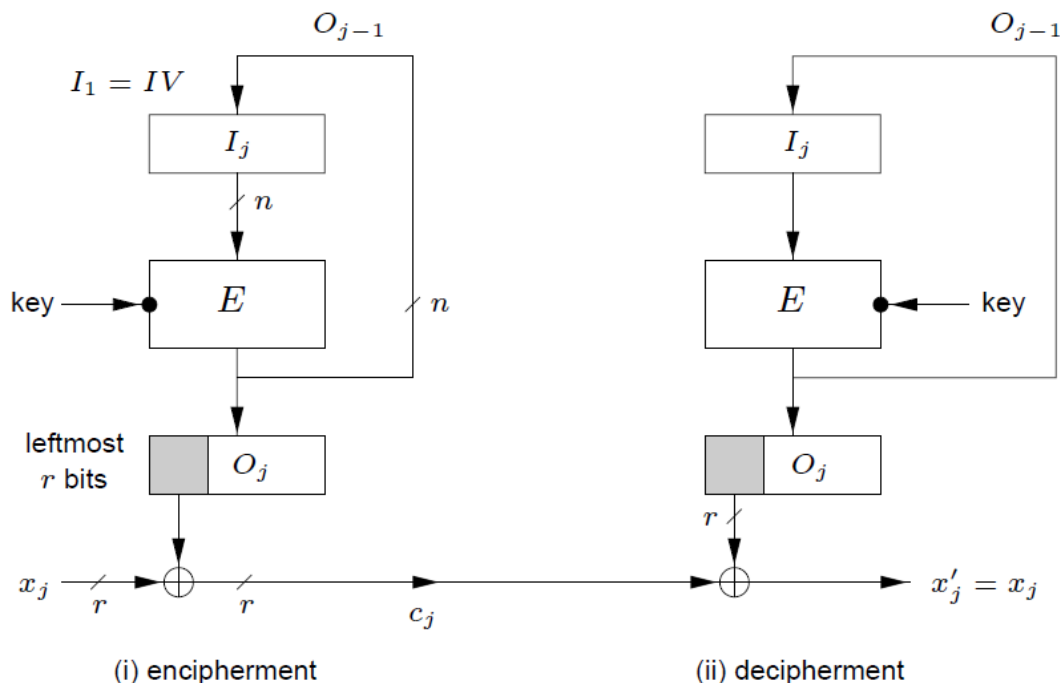 O_{j-1}
I_1 = IV
I_j
n
key
E
n
leftmost
r bits
O_j
x_j
r
r
c_j
(i) encipherment
O_{j-1}
I_j
E
key
O_j
r
x'_j = x_j
(ii) decipherment